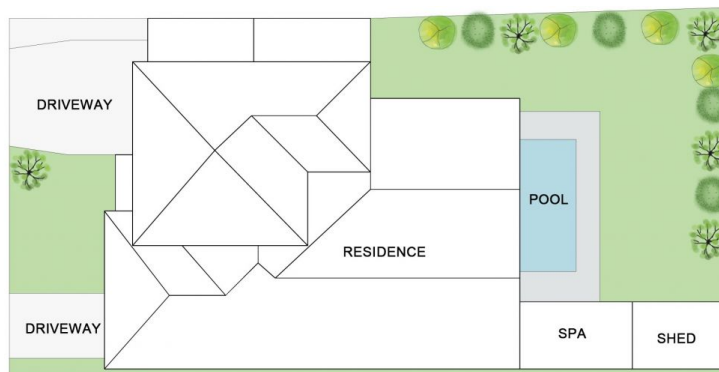 DRIVEWAY
POOL
RESIDENCE
DRIVEWAY
SPA
SHED